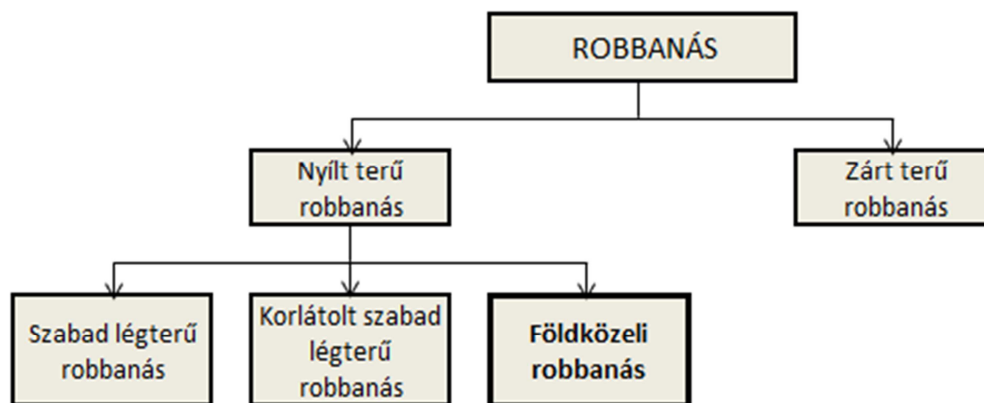 ROBBANÁS
Nyílt terű
robbanás
Zárt terű
robbanás
Szabad légterű
robbanás
Korlátolt szabad
légterű
robbanás
Földközeli
robbanás